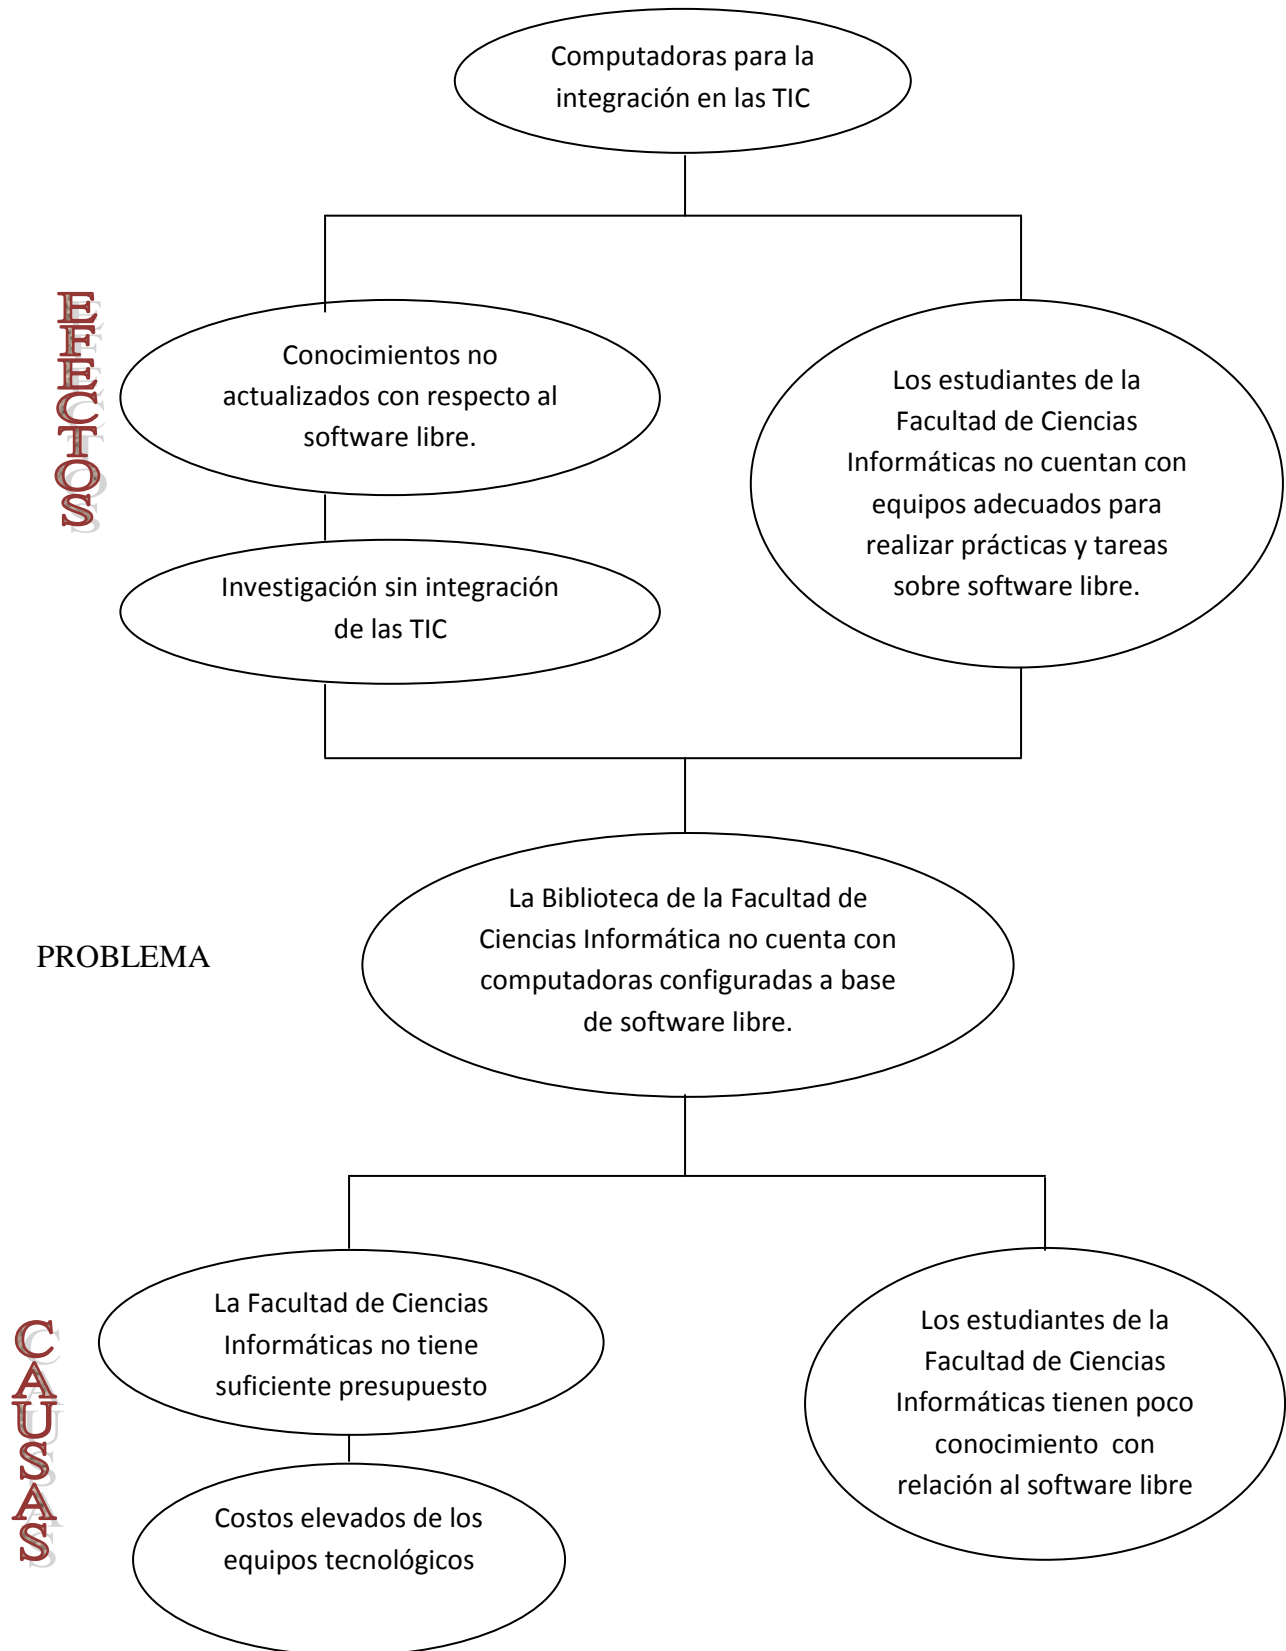 Computadoras para la
integración en las TIC
EFECTOS
Conocimientos no
actualizados con respecto al
software libre.
Los estudiantes de la
Facultad de Ciencias
Informáticas no cuentan con
equipos adecuados para
realizar prácticas y tareas
sobre software libre.
Investigación sin integración
de las TIC
PROBLEMA
La Biblioteca de la Facultad de
Ciencias Informática no cuenta con
computadoras configuradas a base
de software libre.
CAUSAS
La Facultad de Ciencias
Informáticas no tiene
suficiente presupuesto
Los estudiantes de la
Facultad de Ciencias
Informáticas tienen poco
conocimiento  con
relación al software libre
Costos elevados de los
equipos tecnológicos